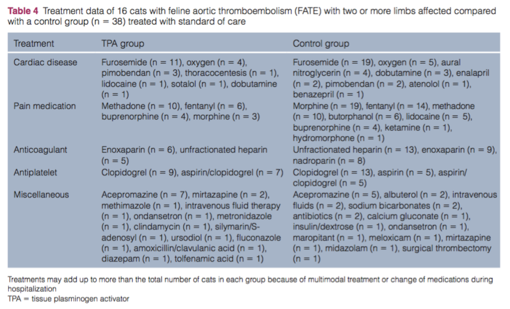 Table 4 Treatment data of 16 cats with feline aortic thromboembolism (FATE) with two or more limbs affected compared
with a control group (n = 38) treated with standard of care
Treatment TPA group Control group
Cardiac disease Furosemide (n = 11), oxygen (n = 4), Furosemide (n = 19), oxygen (n = 5), aural
pimobendan (n = 3), thoracocentesis (n = 1), nitroglycerin (n = 4), dobutamine (n = 3), enalapril
lidocaine (n = 1), sotalol (n = 1), dobutamine (n = 2), pimobendan (n = 2), atenolol (n = 1),
(n = 1) benazepril (n = 1)
Pain medication Methadone (n = 10), fentanyl (n = 6), Morphine (n = 19), fentanyl (n = 14), methadone
buprenorphine (n = 4), morphine (n = 3) (n = 10), butorphanol (n = 6), lidocaine (n = 5),
buprenorphine (n = 4), ketamine (n = 1),
hydromorphone (n = 1)
Anticoagulant Enoxaparin (n = 6), unfractionated heparin Unfractionated heparin (n = 13), enoxaparin (n = 9),
(n = 5) nadroparin (n = 8)
Antiplatelet Clopidogrel (n = 9), aspirin/clopidogrel (n = 7) Clopidogrel (n = 13), aspirin (n = 5), aspirin/
clopidogrel (n = 5)
Miscellaneous Acepromazine (n = 7), mirtazapine (n = 2), Acepromazine (n = 5), albuterol (n = 2), intravenous
methimazole (n = 1), intravenous fluid therapy fluids (n = 2), sodium bicarbonates (n = 2),
(n = 1), ondansetron (n = 1), metronidazole antibiotics (n = 2), calcium gluconate (n = 1),
(n = 1), clindamycin (n = 1), silymarin/S- insulin/dextrose (n = 1), ondansetron (n = 1),
adenosyl (n = 1), ursodiol (n = 1), fluconazole maropitant (n = 1), meloxicam (n = 1), mirtazapine
(n = 1), amoxicillin/clavulanic acid (n = 1), (n = 1), midazolam (n = 1), surgical thrombectomy
diazepam (n = 1), tolfenamic acid (n = 1) (n = 1)
Treatments may add up to more than the total number of cats in each group because of multimodal treatment or change of medications during
hospitalization
TPA = tissue plasminogen activator